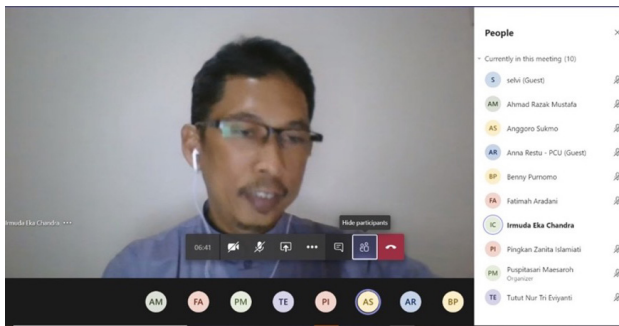 People
Currently in this meeting (10)
S selvi (Guest)
AM Ahmad Razak Mustafa
AS Anggoro Sukmo
AR Anna Restu - PCU (Guest)
BP Benny Purnomo
FA Fatimah Aradani
IC Irmuda Eka Chandra
PI Pingkan Zanita Islamiati
PM Puspitasari Maesaroh
Organizer
TE Tutut Nur Tri Eviyanti
Irmuda Eka Chandra
Hide participants
06:41
AM FA PM TE PI AS AR BP